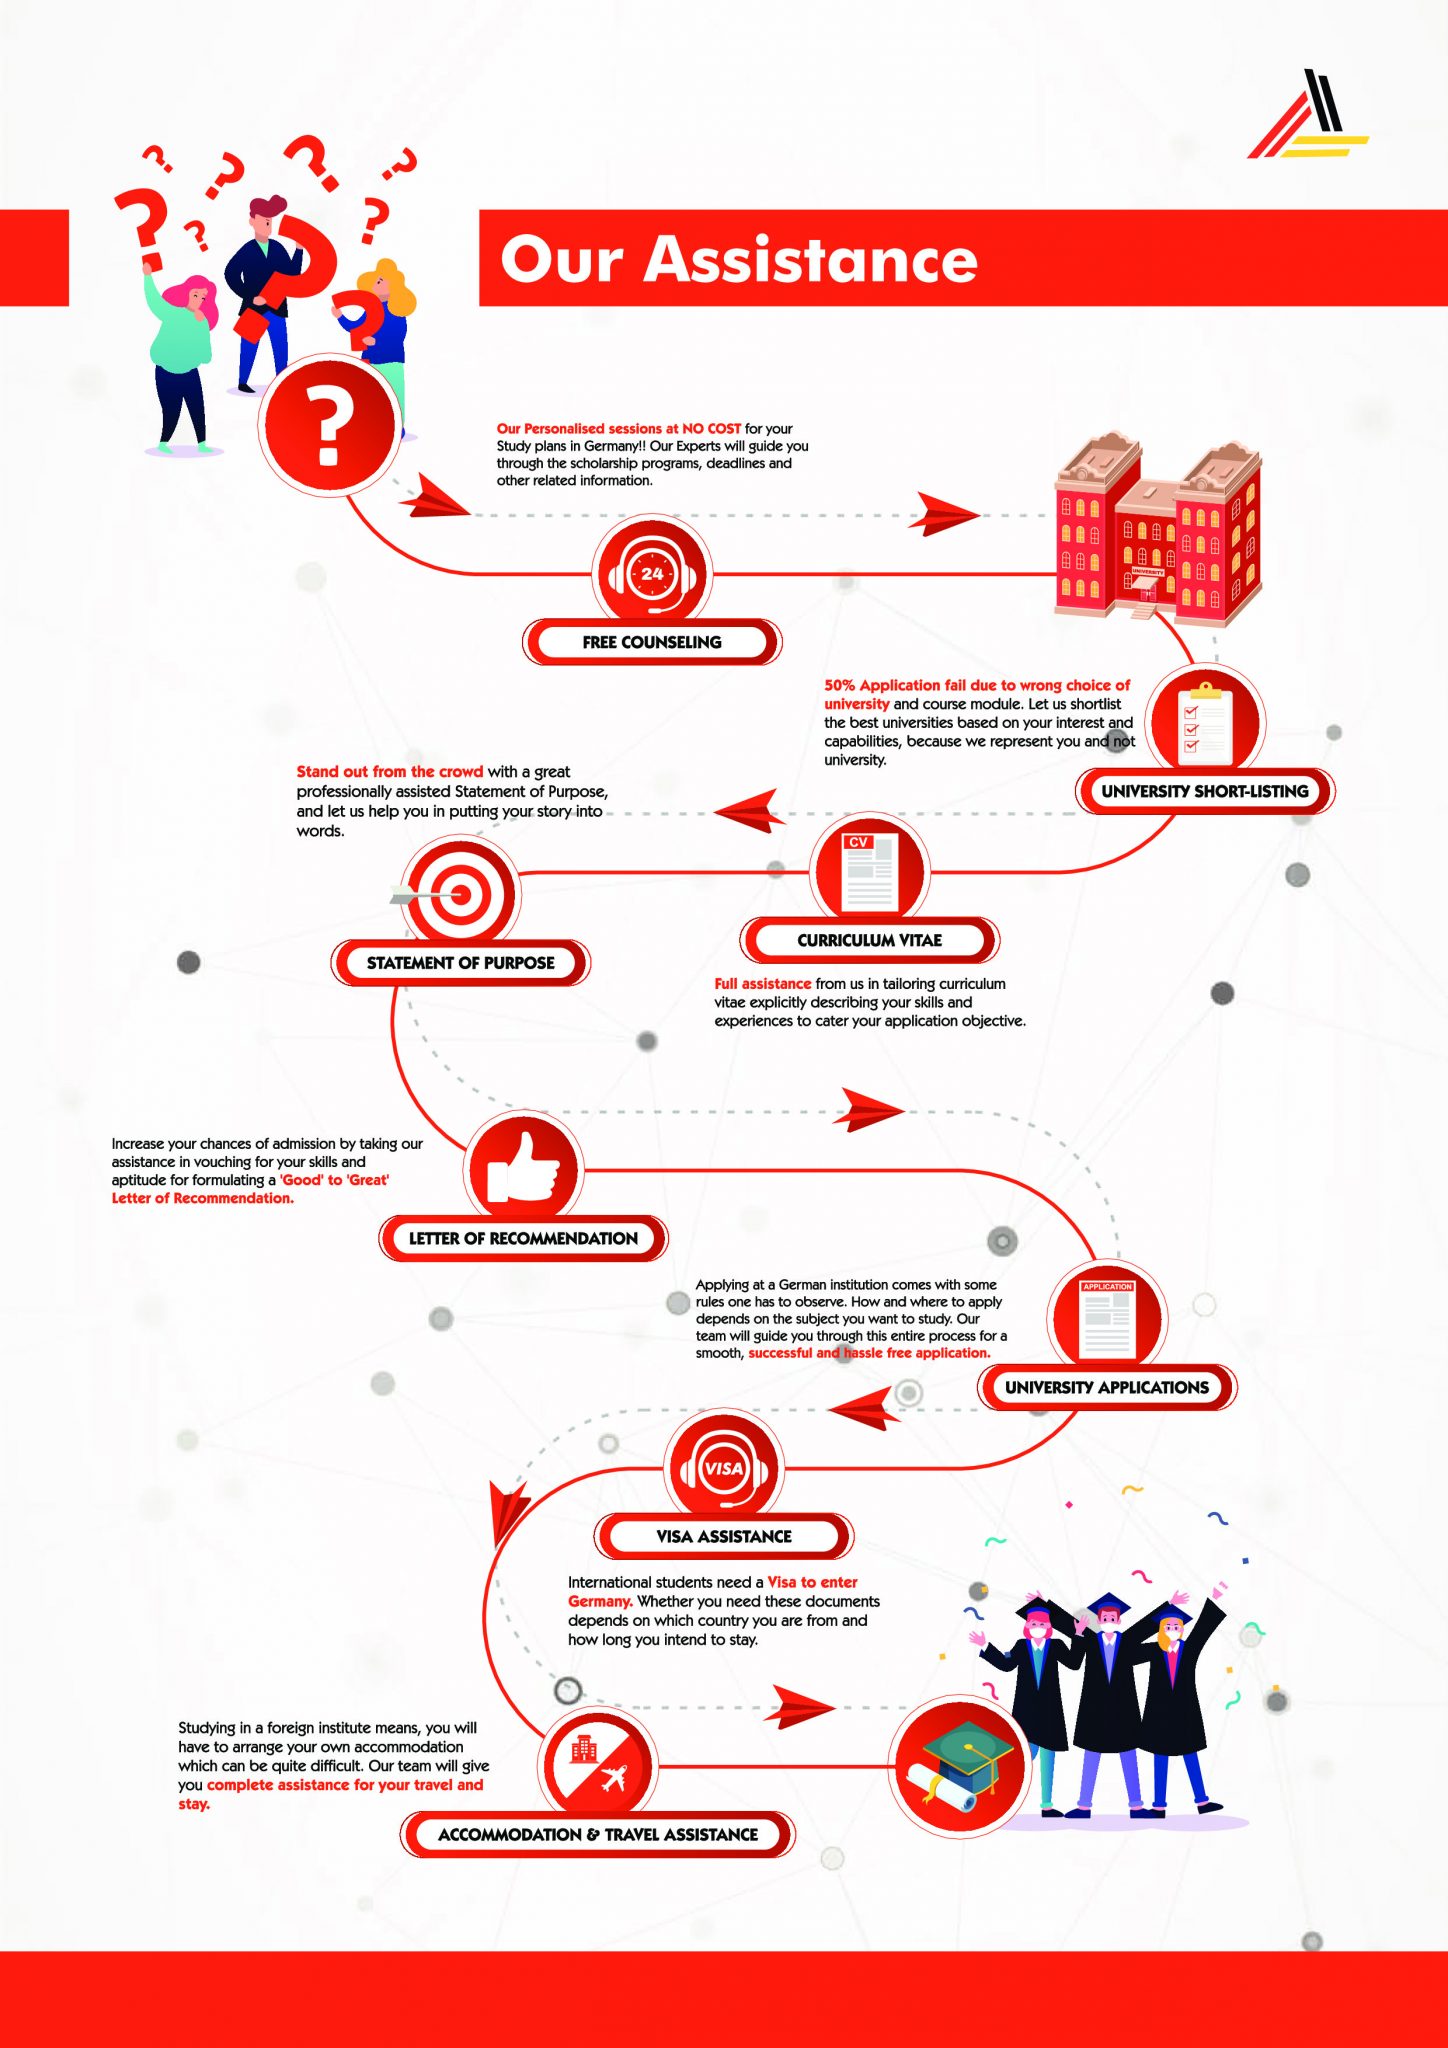 Our Assistance
Our Personalised sessions at NO COST for your
Study plans in Germany!! Our Experts will guide you
through the scholarship programs, deadlines and
other related information.
24
FREE COUNSELING
UNIVERSITY
50% Application fail due to wrong choice of
university and course module. Let us shortlist
the best universities based on your interest and
capabilities, because we represent you and not
university.
UNIVERSITY SHORT-LISTING
CV
CURRICULUM VITAE
Full assistance from us in tailoring curriculum
vitae explicitly describing your skills and
experiences to cater your application objective.
Stand out from the crowd with a great
professionally assisted Statement of Purpose,
and let us help you in putting your story into
words.
STATEMENT OF PURPOSE
Increase your chances of admission by taking our
assistance in vouching for your skills and
aptitude for formulating a 'Good' to 'Great'
Letter of Recommendation.
LETTER OF RECOMMENDATION
Applying at a German institution comes with some
rules one has to observe. How and where to apply
depends on the subject you want to study. Our
team will guide you through this entire process for a
smooth, successful and hassle free application.
APPLICATION
UNIVERSITY APPLICATIONS
VISA
VISA ASSISTANCE
International students need a Visa to enter
Germany. Whether you need these documents
depends on which country you are from and
how long you intend to stay.
Studying in a foreign institute means, you will
have to arrange your own accommodation
which can be quite difficult. Our team will give
you complete assistance for your travel and
stay.
ACCOMMODATION & TRAVEL ASSISTANCE